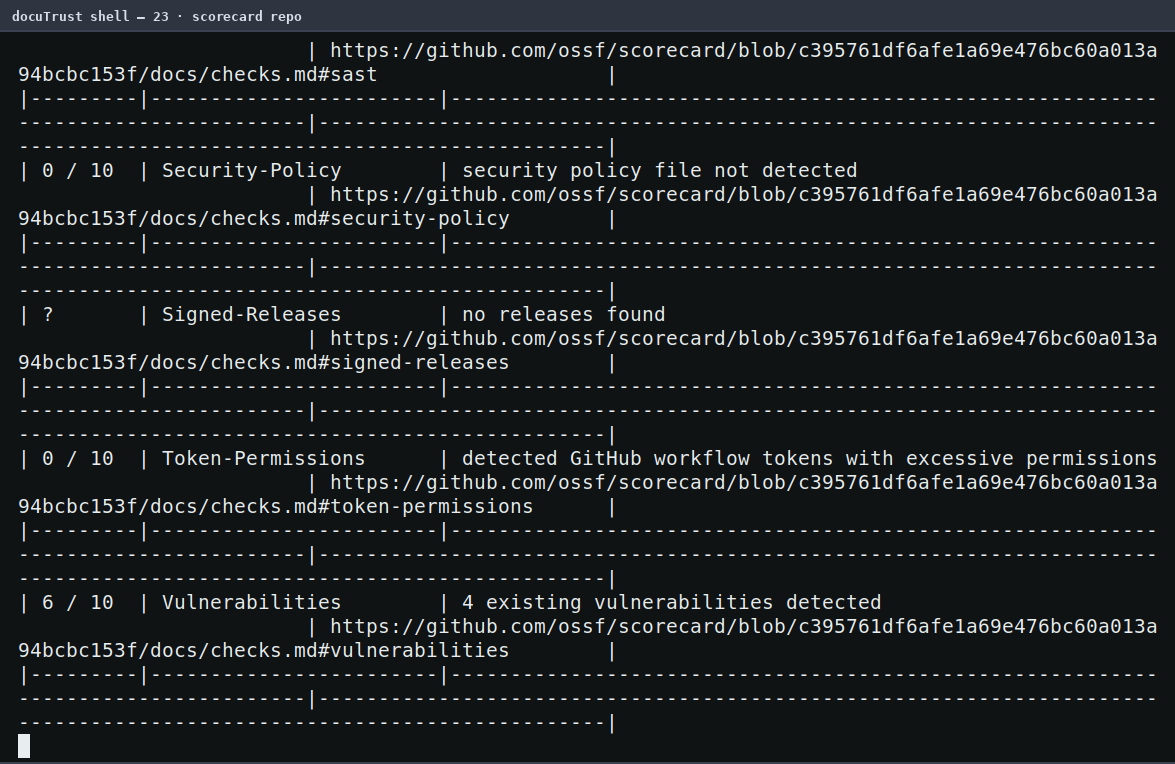 docuTrust shell — 23 · scorecard repo
| https://github.com/ossf/scorecard/blob/c395761df6afe1a69e476bc60a013a
94bcbc153f/docs/checks.md#sast                   |
|---------|------------------------|-----------------------------------------------------------
------------------------|----------------------------------------------------------------------
-------------------------------------------------|
| 0 / 10  | Security-Policy        | security policy file not detected
                        | https://github.com/ossf/scorecard/blob/c395761df6afe1a69e476bc60a013a
94bcbc153f/docs/checks.md#security-policy        |
|---------|------------------------|-----------------------------------------------------------
------------------------|----------------------------------------------------------------------
-------------------------------------------------|
| ?       | Signed-Releases        | no releases found
                        | https://github.com/ossf/scorecard/blob/c395761df6afe1a69e476bc60a013a
94bcbc153f/docs/checks.md#signed-releases        |
|---------|------------------------|-----------------------------------------------------------
------------------------|----------------------------------------------------------------------
-------------------------------------------------|
| 0 / 10  | Token-Permissions      | detected GitHub workflow tokens with excessive permissions
                        | https://github.com/ossf/scorecard/blob/c395761df6afe1a69e476bc60a013a
94bcbc153f/docs/checks.md#token-permissions      |
|---------|------------------------|-----------------------------------------------------------
------------------------|----------------------------------------------------------------------
-------------------------------------------------|
| 6 / 10  | Vulnerabilities        | 4 existing vulnerabilities detected
                        | https://github.com/ossf/scorecard/blob/c395761df6afe1a69e476bc60a013a
94bcbc153f/docs/checks.md#vulnerabilities        |
|---------|------------------------|-----------------------------------------------------------
------------------------|----------------------------------------------------------------------
-------------------------------------------------|